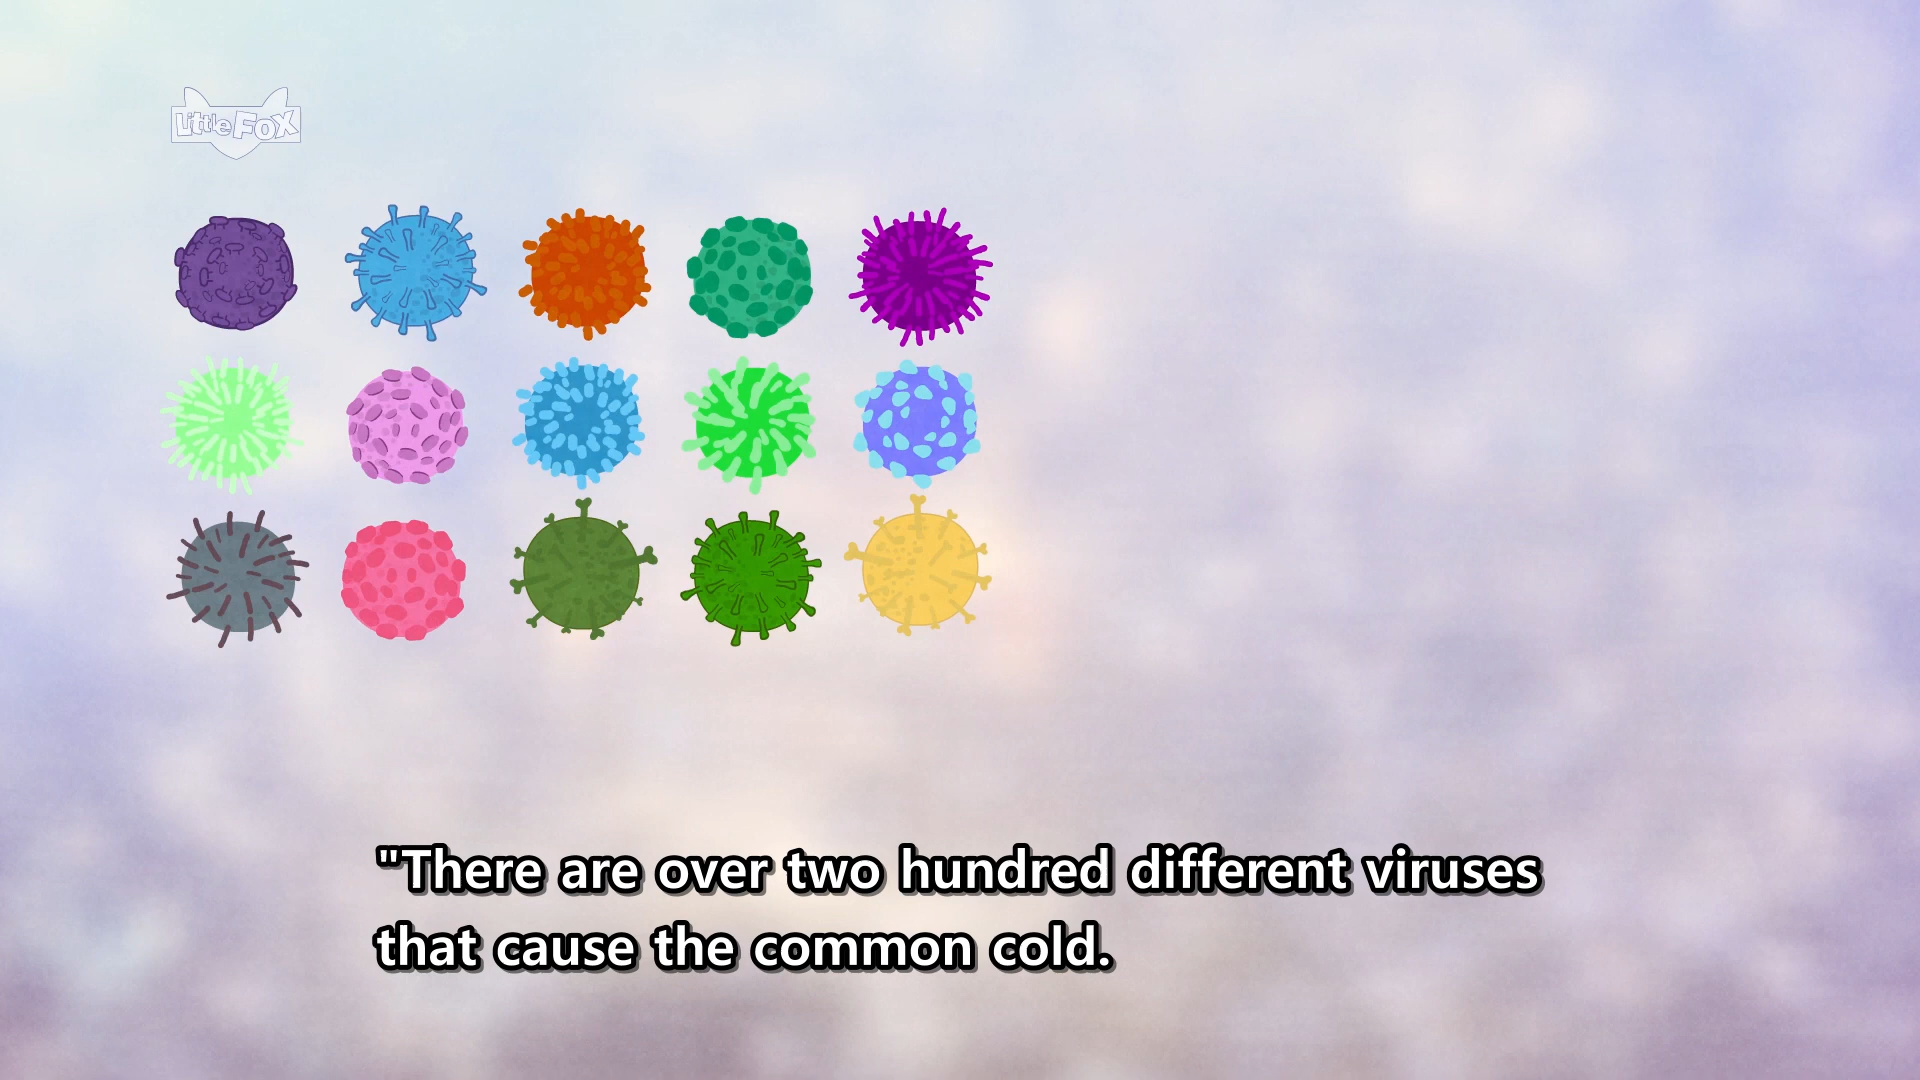 Little Fox
"There are over two hundred different viruses
that cause the common cold.